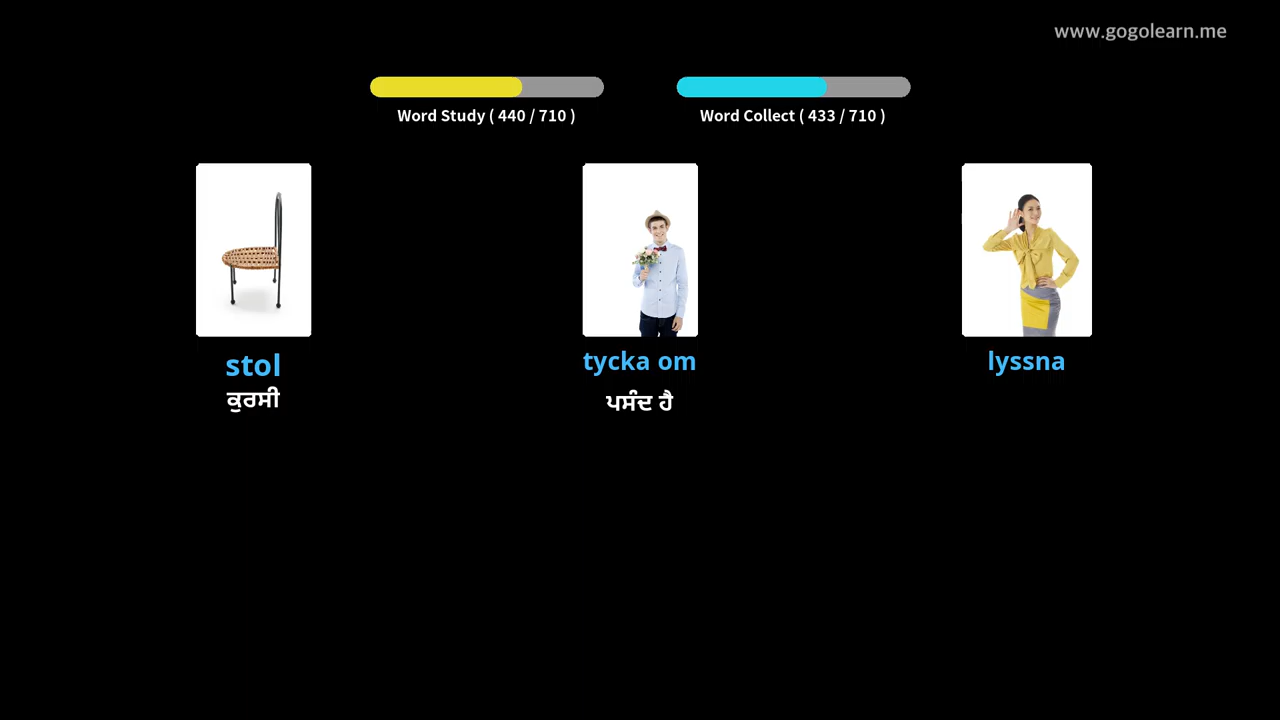 www.gogolearn.me
Word Study ( 440 / 710 )
Word Collect ( 433 / 710 )
stol
tycka om
lyssna
ਕੁਰਸੀ
ਪਸੰਦ ਹੈ